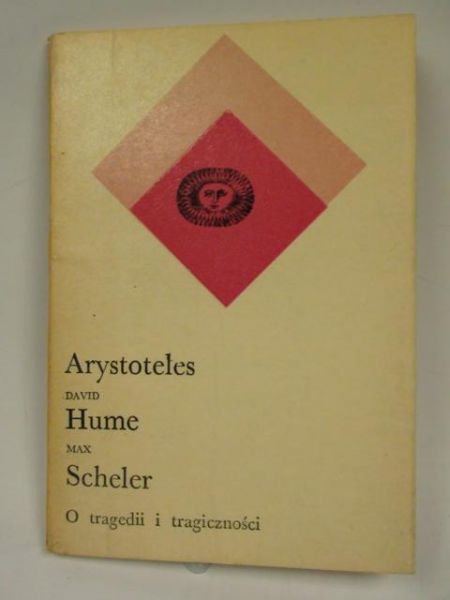 Arystoteles
DAVID
Hume
MAX
Scheler
O tragedii i tragiczności